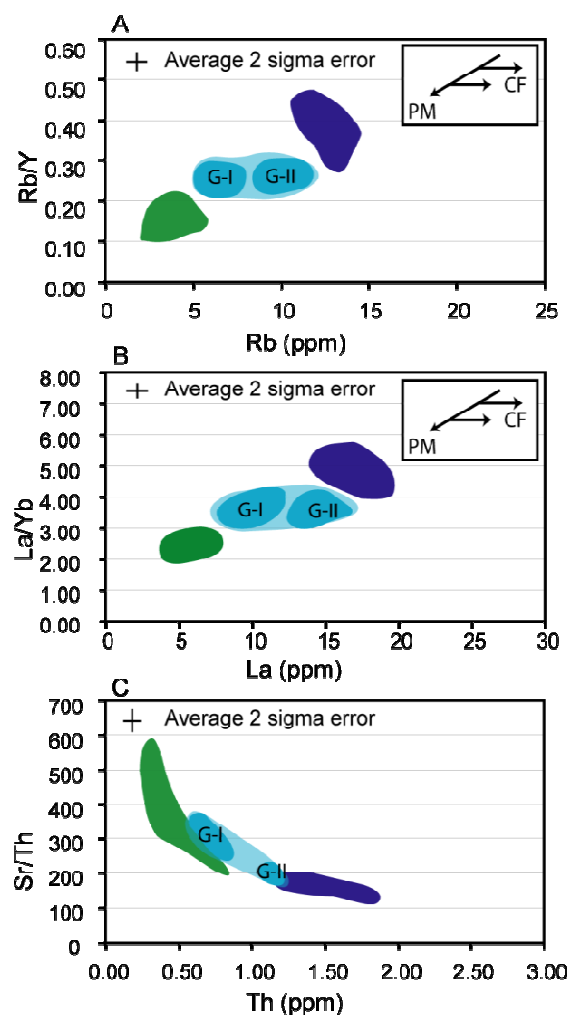 A
0.60
0.50
0.40
0.30
0.20
0.10
0.00
Rb/Y
+ Average 2 sigma error
PM
CF
G-I
G-II
5
10
15
20
25
Rb (ppm)
B
8.00
7.00
6.00
5.00
4.00
3.00
2.00
1.00
0.00
La/Yb
+ Average 2 sigma error
PM
CF
G-I
G-II
0
5
10
15
20
25
30
La (ppm)
C
700
600
500
400
300
200
100
0
Sr/Th
+ Average 2 sigma error
G-I
G-II
0.00
0.50
1.00
1.50
2.00
2.50
3.00
Th (ppm)